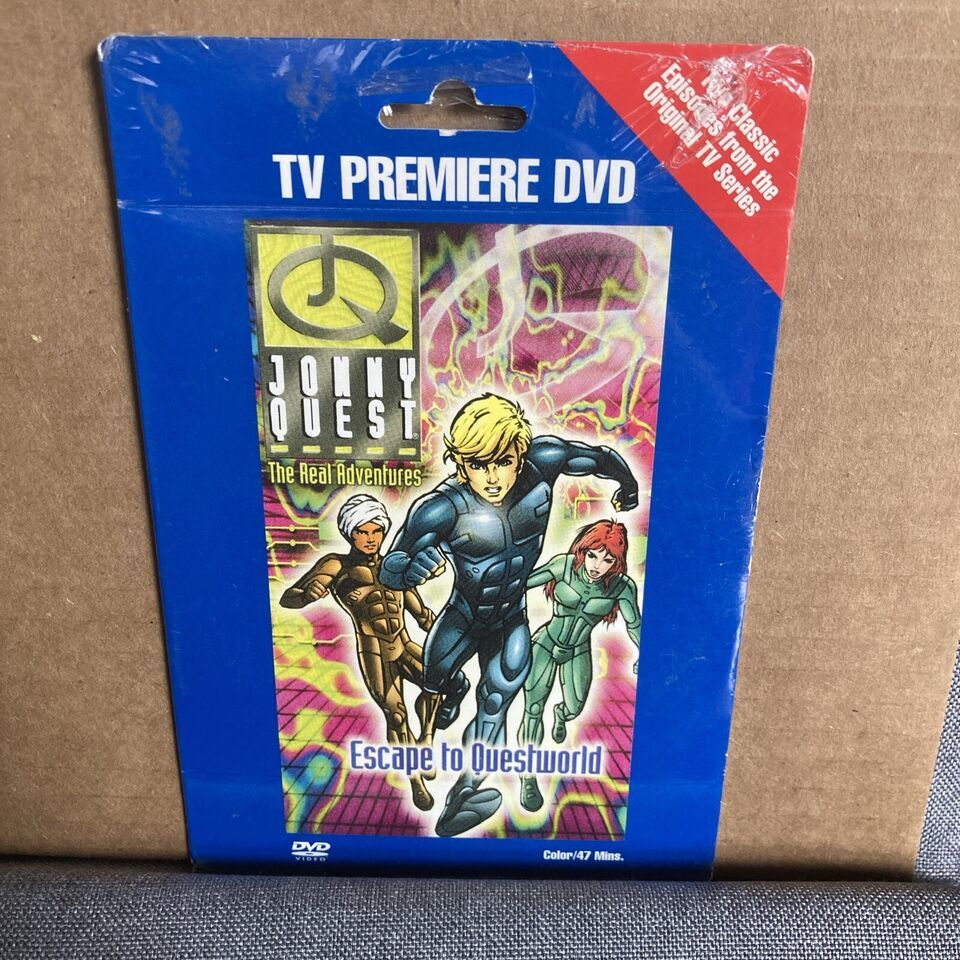 Two Classic
Episodes from the
Original TV Series
TV PREMIERE DVD
JQ
JONNY
QUEST®
The Real Adventures
Escape to Questworld
DVD
VIDEO
Color/47 Mins.